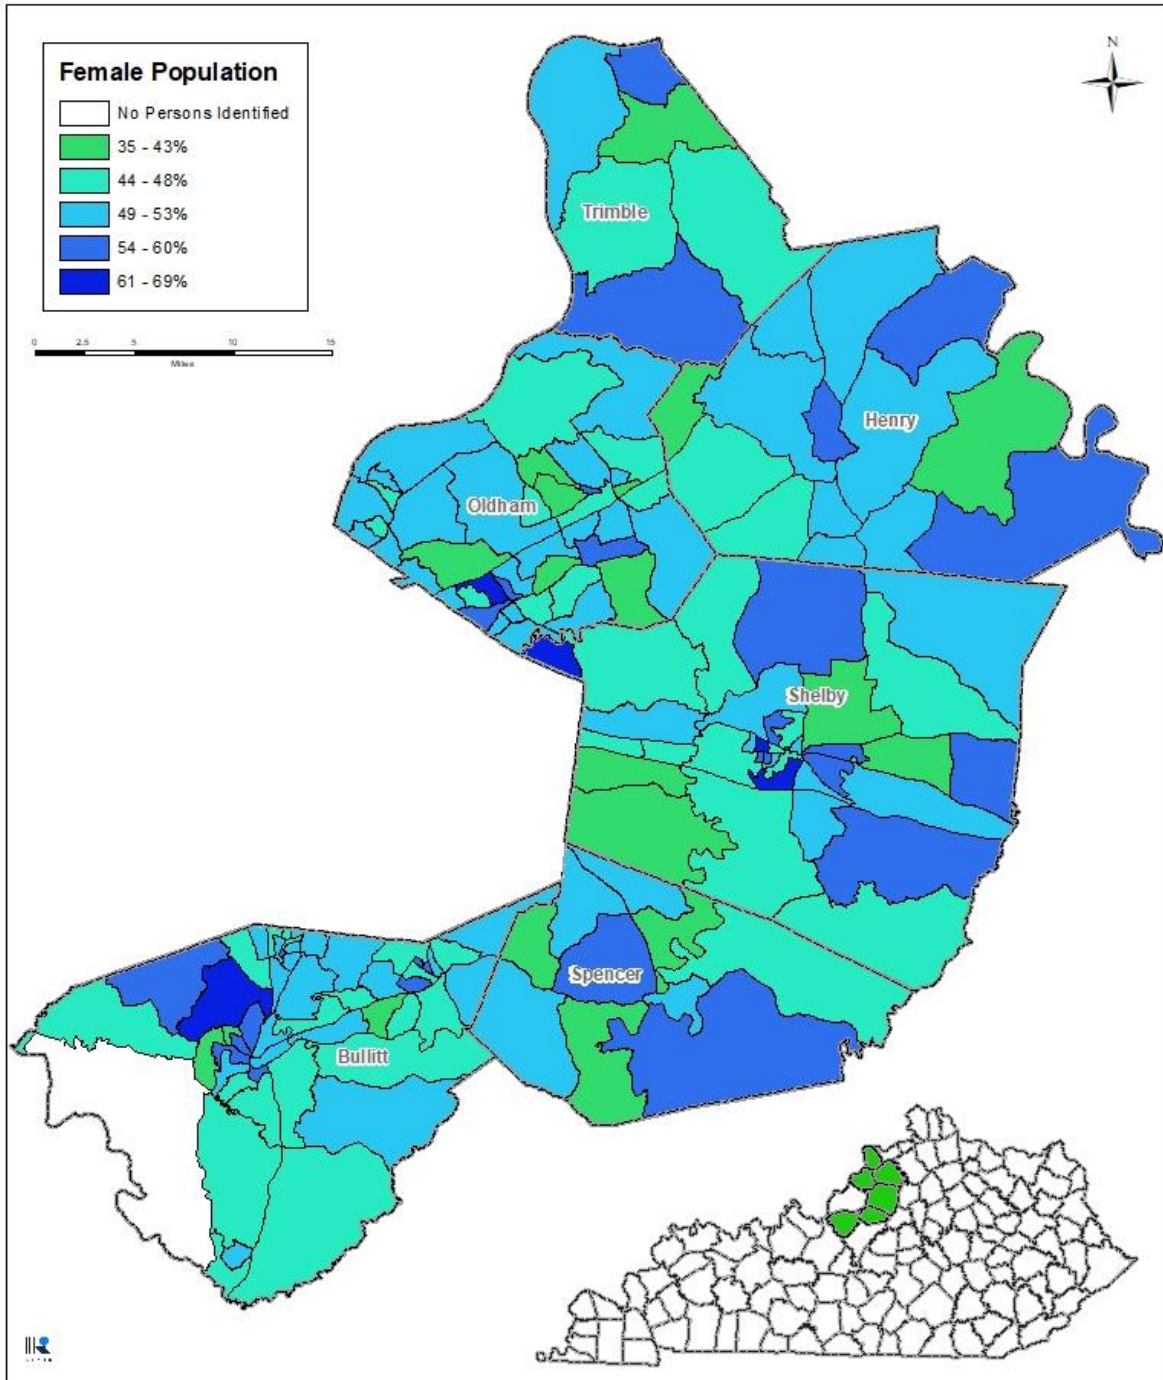 N
Female Population
No Persons Identified
35 - 43%
44 - 48%
49 - 53%
54 - 60%
61 - 69%
0 2.5 5 10 15
Miles
Trimble
Henry
Oldham
Shelby
Spencer
Bullitt